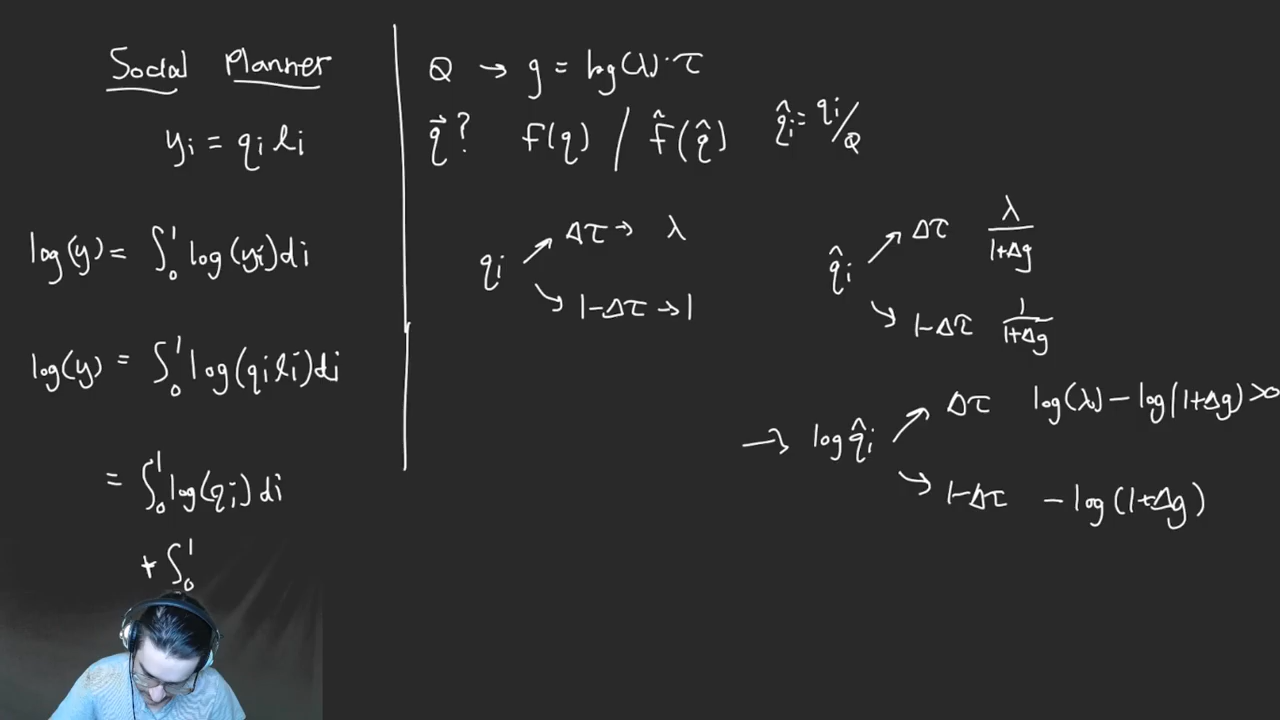 Social Planner
yᵢ = qᵢ ℓᵢ
log(y) = ∫₀¹ log(yᵢ)di
log(y) = ∫₀¹ log(qᵢℓᵢ)di
= ∫₀¹ log(qᵢ)di
+ ∫₀¹
Q → g = log(λ)·τ
q⃗? F(q) / F̂(q̂) q̂ᵢ = qᵢ/Q
qᵢ
Δτ → λ
1-Δτ → 1
q̂ᵢ
Δτ λ/(1+Δg)
1-Δτ 1/(1+Δg)
→ log q̂ᵢ
Δτ log(λ) - log(1+Δg) >0
1-Δτ - log(1+Δg)